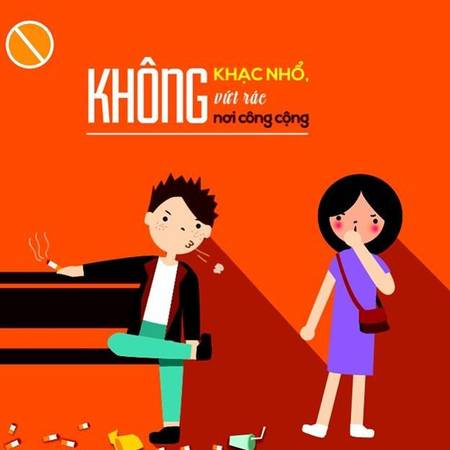 KHÔNG KHẠC NHỔ,
vứt rác
nơi công cộng